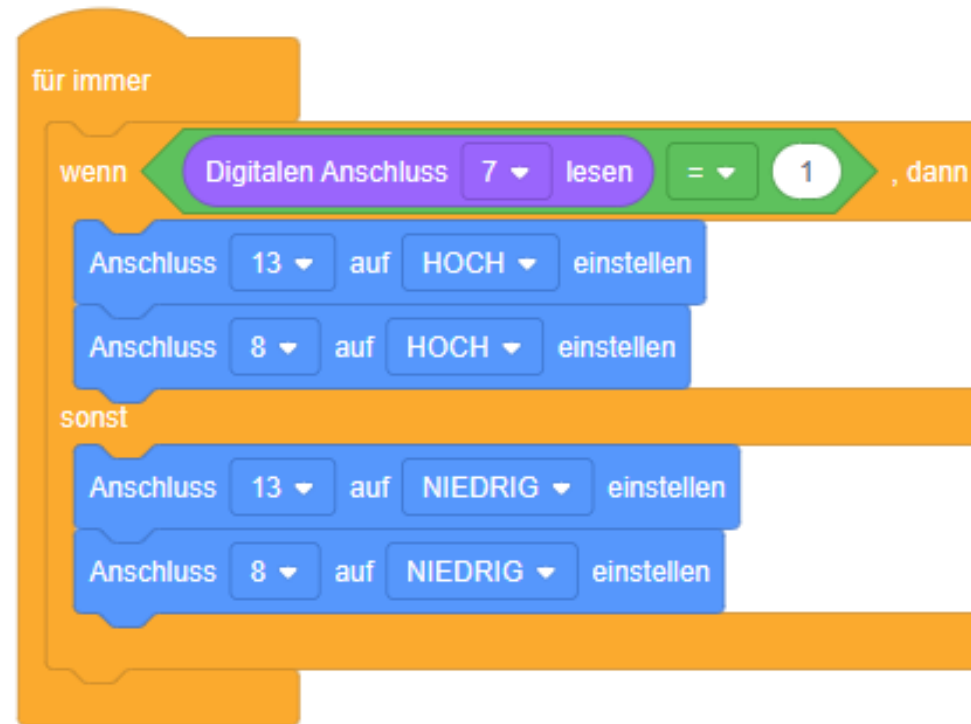 für immer
wenn Digitalen Anschluss 7 lesen = 1 , dann
Anschluss 13 auf HOCH einstellen
Anschluss 8 auf HOCH einstellen
sonst
Anschluss 13 auf NIEDRIG einstellen
Anschluss 8 auf NIEDRIG einstellen